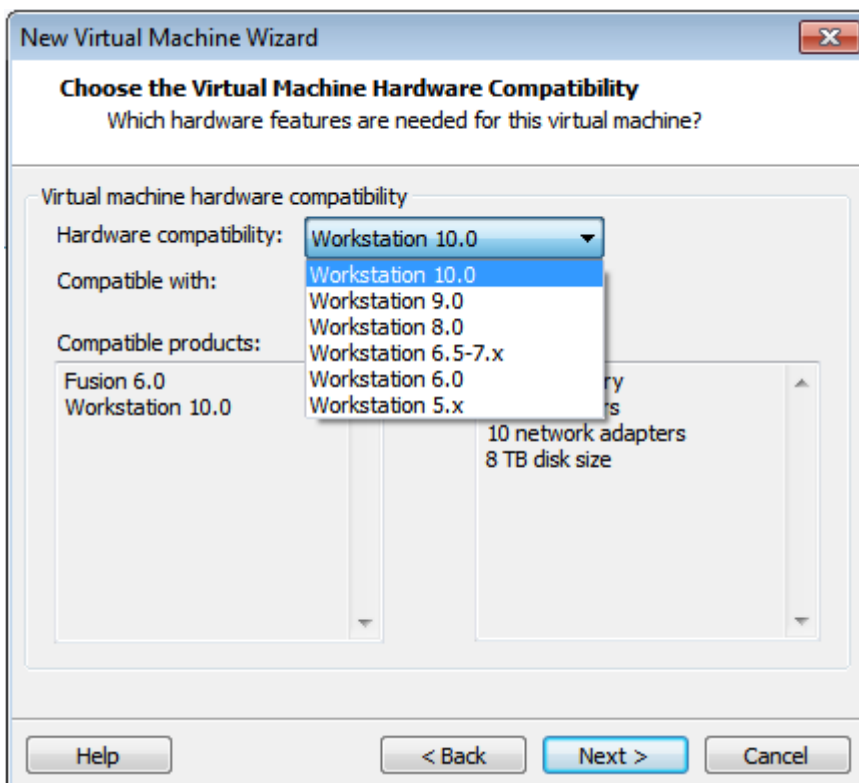 New Virtual Machine Wizard
Choose the Virtual Machine Hardware Compatibility
Which hardware features are needed for this virtual machine?
Virtual machine hardware compatibility
Hardware compatibility: Workstation 10.0
Workstation 10.0
Workstation 9.0
Workstation 8.0
Workstation 6.5-7.x
Workstation 6.0
Workstation 5.x
Compatible with:
Compatible products:
Fusion 6.0
Workstation 10.0
10 network adapters
8 TB disk size
Help
< Back
Next >
Cancel